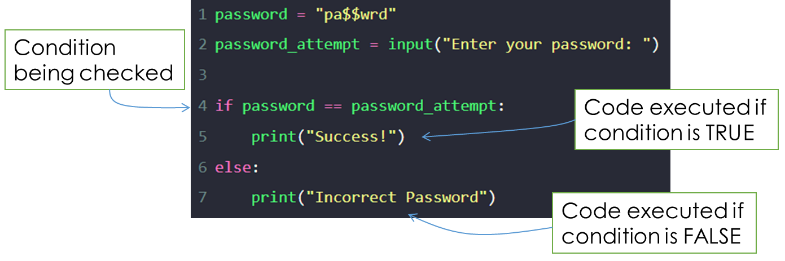 Condition
being checked
1 password = "pa$$wrd"
2 password_attempt = input("Enter your password: ")
3
4 if password == password_attempt:
5     print("Success!")
6 else:
7     print("Incorrect Password")
Code executed if
condition is TRUE
Code executed if
condition is FALSE